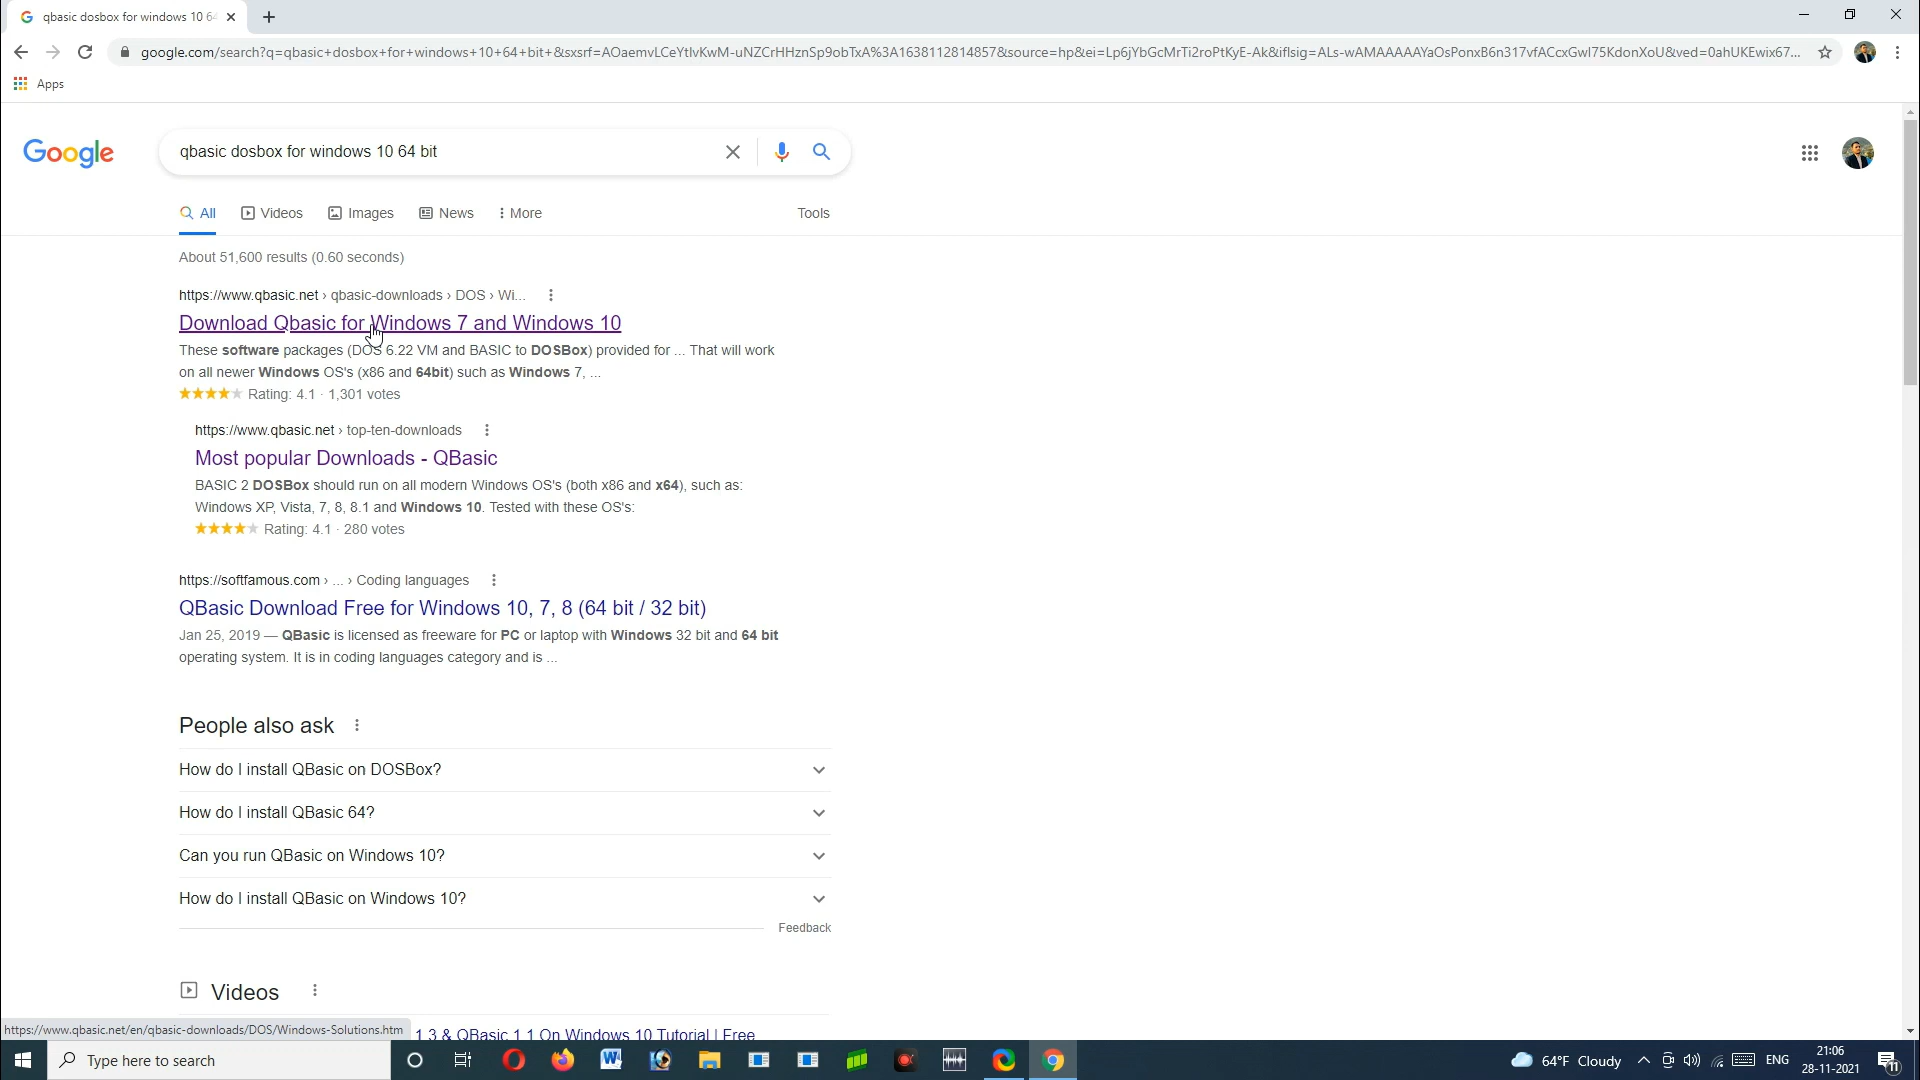 qbasic dosbox for windows 10 64
google.com/search?q=qbasic+dosbox+for+windows+10+64+bit+&sxsrf=AOaemvLCeYtlvKwM-uNZCrHHznSp9obTxA%3A1638112814857&source=hp&ei=Lp6jYbGcMrTi2roPtKyE-Ak&iflsig=ALs-wAMAAAAAYaOsPonxB6n317vfACcxGwl75KdonXoU&ved=0ahUKEwix67...
Apps
Google
qbasic dosbox for windows 10 64 bit
All Videos Images News More Tools
About 51,600 results (0.60 seconds)
https://www.qbasic.net › qbasic-downloads › DOS › Wi...
Download Qbasic for Windows 7 and Windows 10
These software packages (DOS 6.22 VM and BASIC to DOSBox) provided for ... That will work
on all newer Windows OS's (x86 and 64bit) such as Windows 7, ...
Rating: 4.1 · 1,301 votes
https://www.qbasic.net › top-ten-downloads
Most popular Downloads - QBasic
BASIC 2 DOSBox should run on all modern Windows OS's (both x86 and x64), such as:
Windows XP, Vista, 7, 8, 8.1 and Windows 10. Tested with these OS's:
Rating: 4.1 · 280 votes
https://softfamous.com › ... › Coding languages
QBasic Download Free for Windows 10, 7, 8 (64 bit / 32 bit)
Jan 25, 2019 — QBasic is licensed as freeware for PC or laptop with Windows 32 bit and 64 bit
operating system. It is in coding languages category and is ...
People also ask
How do I install QBasic on DOSBox?
How do I install QBasic 64?
Can you run QBasic on Windows 10?
How do I install QBasic on Windows 10?
Feedback
Videos
https://www.qbasic.net/en/qbasic-downloads/DOS/Windows-Solutions.htm
1.3 & QBasic 1.1 On Windows 10 Tutorial | Free
Type here to search
64°F Cloudy
ENG
21:06
28-11-2021
11